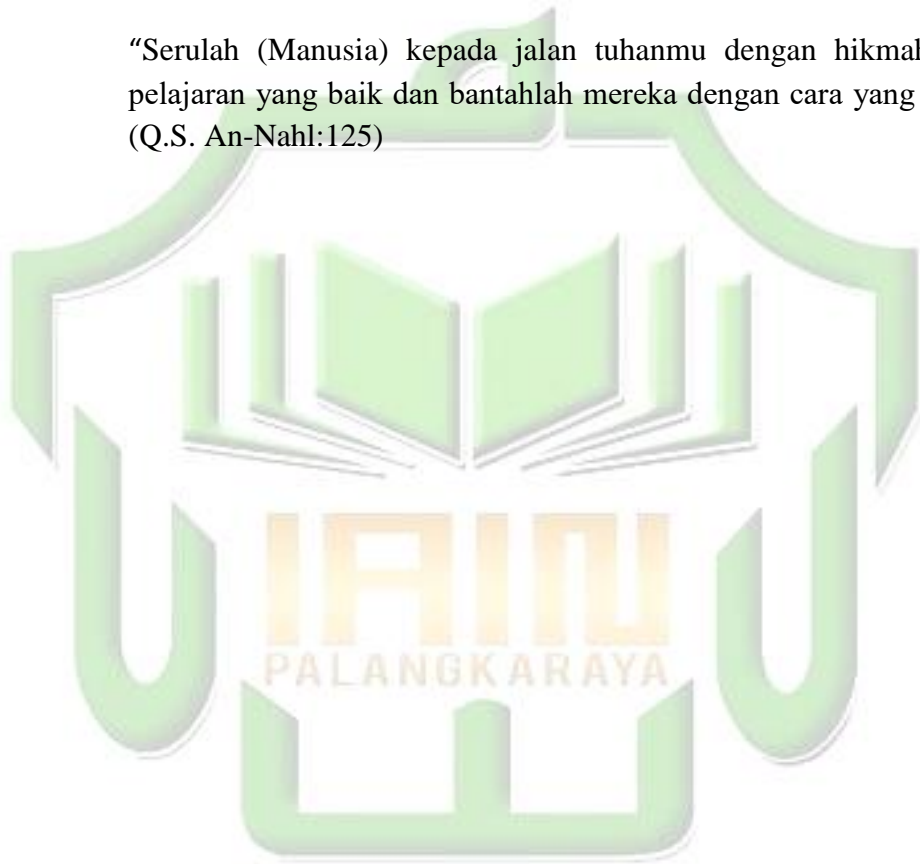 “Serulah (Manusia) kepada jalan tuhanmu dengan
pelajaran yang baik dan bantahlah mereka dengan cara yang
(Q.S. An-Nahl:125)
IAIN
PALANGKARAYA